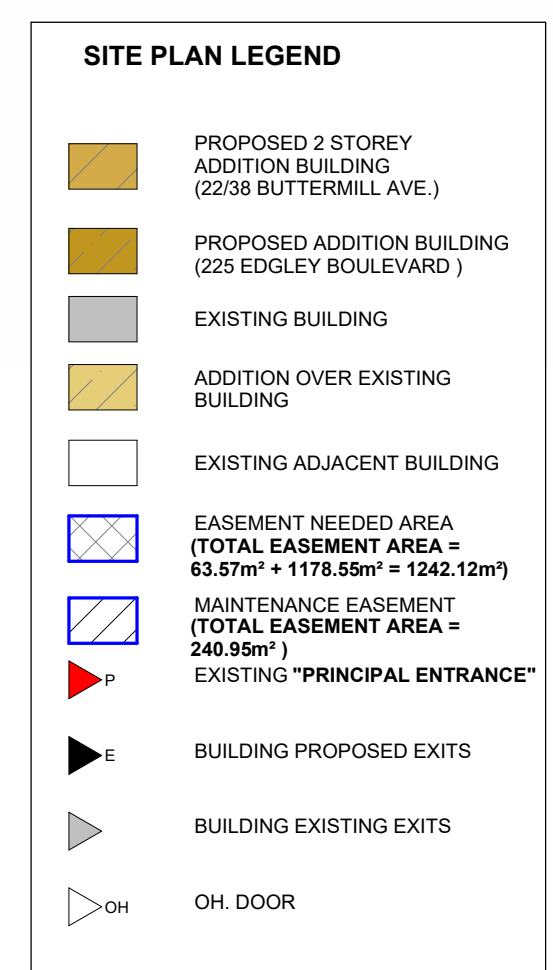 SITE PLAN LEGEND
PROPOSED 2 STOREY
ADDITION BUILDING
(22/38 BUTTERMILL AVE.)
PROPOSED ADDITION BUILDING
(225 EDGLEY BOULEVARD )
EXISTING BUILDING
ADDITION OVER EXISTING
BUILDING
EXISTING ADJACENT BUILDING
EASEMENT NEEDED AREA
(TOTAL EASEMENT AREA =
63.57m² + 1178.55m² = 1242.12m²)
MAINTENANCE EASEMENT
(TOTAL EASEMENT AREA =
240.95m² )
P EXISTING "PRINCIPAL ENTRANCE"
E BUILDING PROPOSED EXITS
BUILDING EXISTING EXITS
OH OH. DOOR